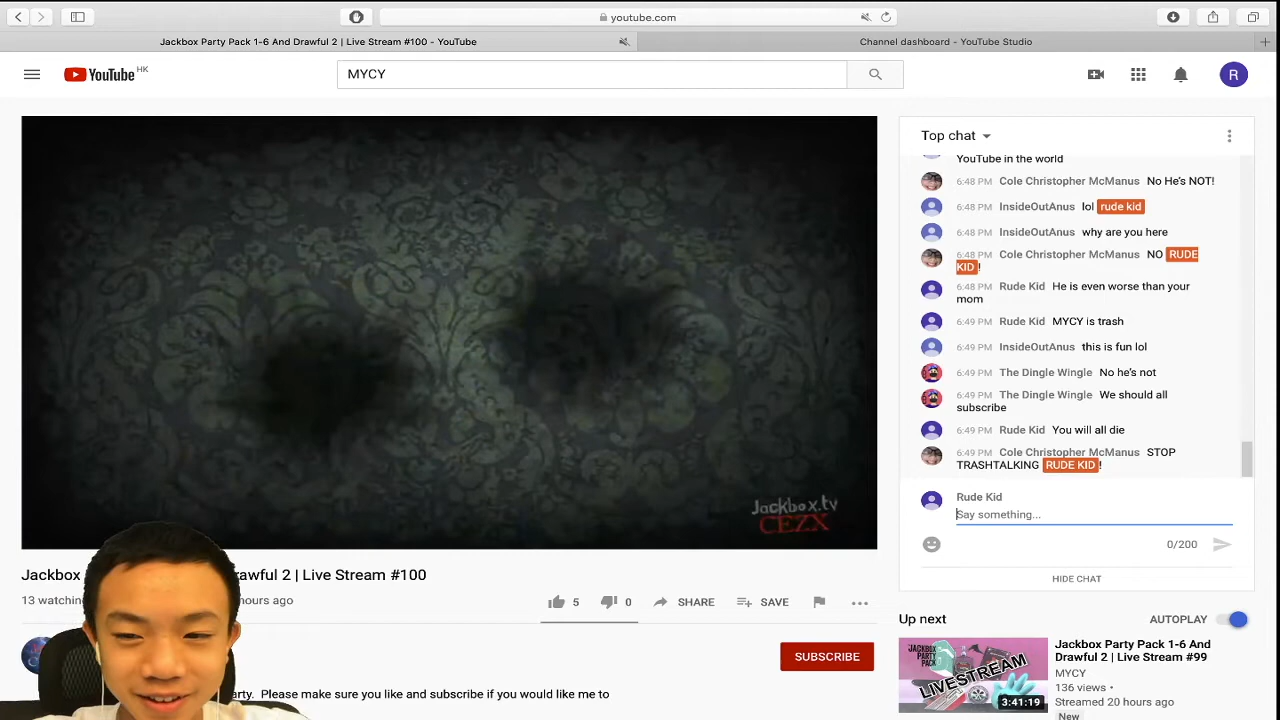 youtube.com
Jackbox Party Pack 1-6 And Drawful 2 | Live Stream #100 - YouTube
Channel dashboard - YouTube Studio
YouTube HK
MYCY
R
Top chat
YouTube in the world
6:48 PM Cole Christopher McManus No He's NOT!
6:48 PM InsideOutAnus lol rude kid
6:48 PM InsideOutAnus why are you here
6:48 PM Cole Christopher McManus NO RUDE
KID !
6:48 PM Rude Kid He is even worse than your
mom
6:49 PM Rude Kid MYCY is trash
6:49 PM InsideOutAnus this is fun lol
6:49 PM The Dingle Wingle No he's not
6:49 PM The Dingle Wingle We should all
subscribe
6:49 PM Rude Kid You will all die
6:49 PM Cole Christopher McManus STOP
TRASHTALKING RUDE KID !
Rude Kid
Say something...
0/200
HIDE CHAT
Jackbox.tv
CEZX
Jackbox rawful 2 | Live Stream #100
13 watching hours ago
5
0
SHARE
SAVE
SUBSCRIBE
arty. Please make sure you like and subscribe if you would like me to
Up next
AUTOPLAY
JACKBOX
PARTY
PACK
LIVESTREAM
3:41:19
Jackbox Party Pack 1-6 And
Drawful 2 | Live Stream #99
MYCY
136 views •
Streamed 20 hours ago
New